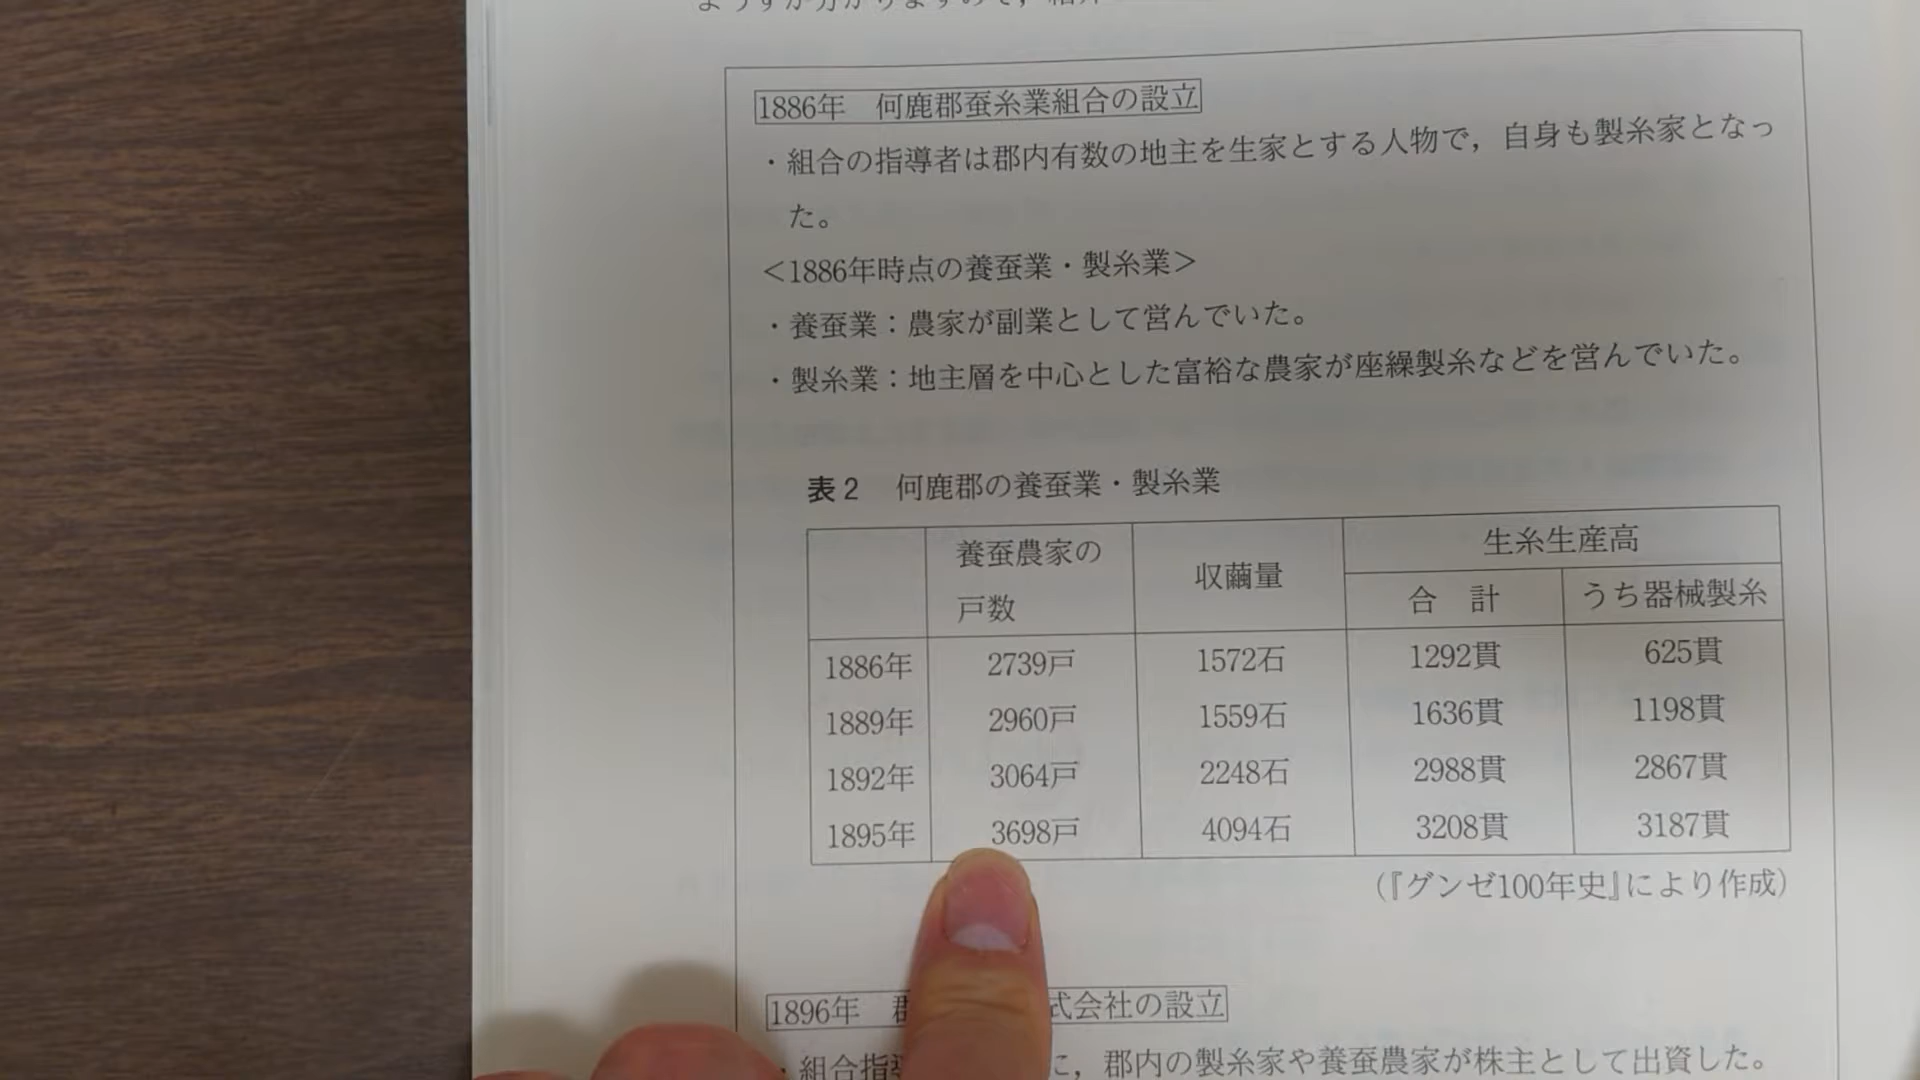 1886年 何鹿郡蚕糸業組合の設立
・組合の指導者は郡内有数の地主を生家とする人物で，自身も製糸家となっ
た。
＜1886年時点の養蚕業・製糸業＞
・養蚕業：農家が副業として営んでいた。
・製糸業：地主層を中心とした富裕な農家が座繰製糸などを営んでいた。
表2 何鹿郡の養蚕業・製糸業
養蚕農家の戸数 収繭量 生糸生産高
合 計 うち器械製糸
1886年 2739戸 1572石 1292貫 625貫
1889年 2960戸 1559石 1636貫 1198貫
1892年 3064戸 2248石 2988貫 2867貫
1895年 3698戸 4094石 3208貫 3187貫
（『グンゼ100年史』により作成）
1896年 式会社の設立
・組合指 に，郡内の製糸家や養蚕農家が株主として出資した。